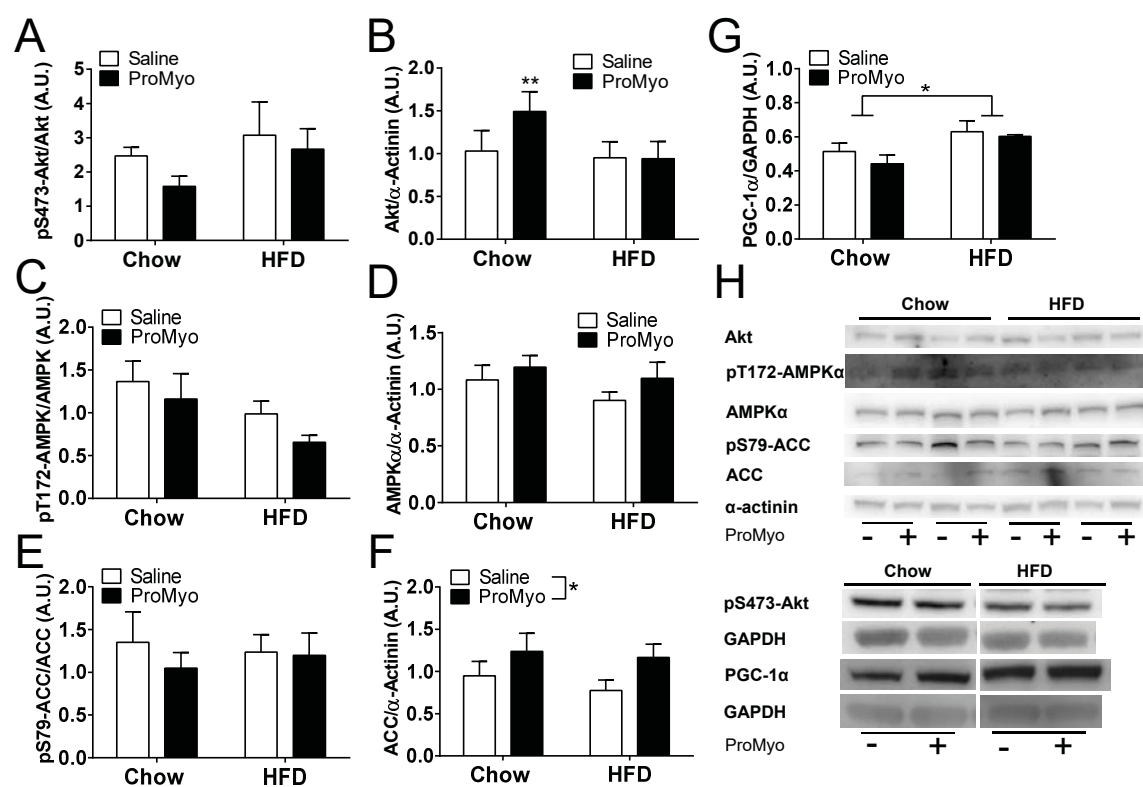 A
Saline
ProMyo
pS473-Akt/Akt (A.U.)
5
4
3
2
1
0
Chow HFD
B
Saline
ProMyo
**
Akt/α-Actinin (A.U.)
2.0
1.5
1.0
0.5
0.0
Chow HFD
G
Saline
ProMyo
*
PGC-1α/GAPDH (A.U.)
1.0
0.8
0.6
0.4
0.2
0.0
Chow HFD
C
Saline
ProMyo
pT172-AMPK/AMPK (A.U.)
2.0
1.5
1.0
0.5
0.0
Chow HFD
D
Saline
ProMyo
AMPKα/α-Actinin (A.U.)
1.5
1.0
0.5
0.0
Chow HFD
E
Saline
ProMyo
pS79-ACC/ACC (A.U.)
2.0
1.5
1.0
0.5
0.0
Chow HFD
F
Saline
ProMyo
*
ACC/α-Actinin (A.U.)
2.0
1.5
1.0
0.5
0.0
Chow HFD
H
Chow HFD
Akt
pT172-AMPKα
AMPKα
pS79-ACC
ACC
α-actinin
ProMyo - + - + - + - +
Chow HFD
pS473-Akt
GAPDH
PGC-1α
GAPDH
ProMyo - + - +